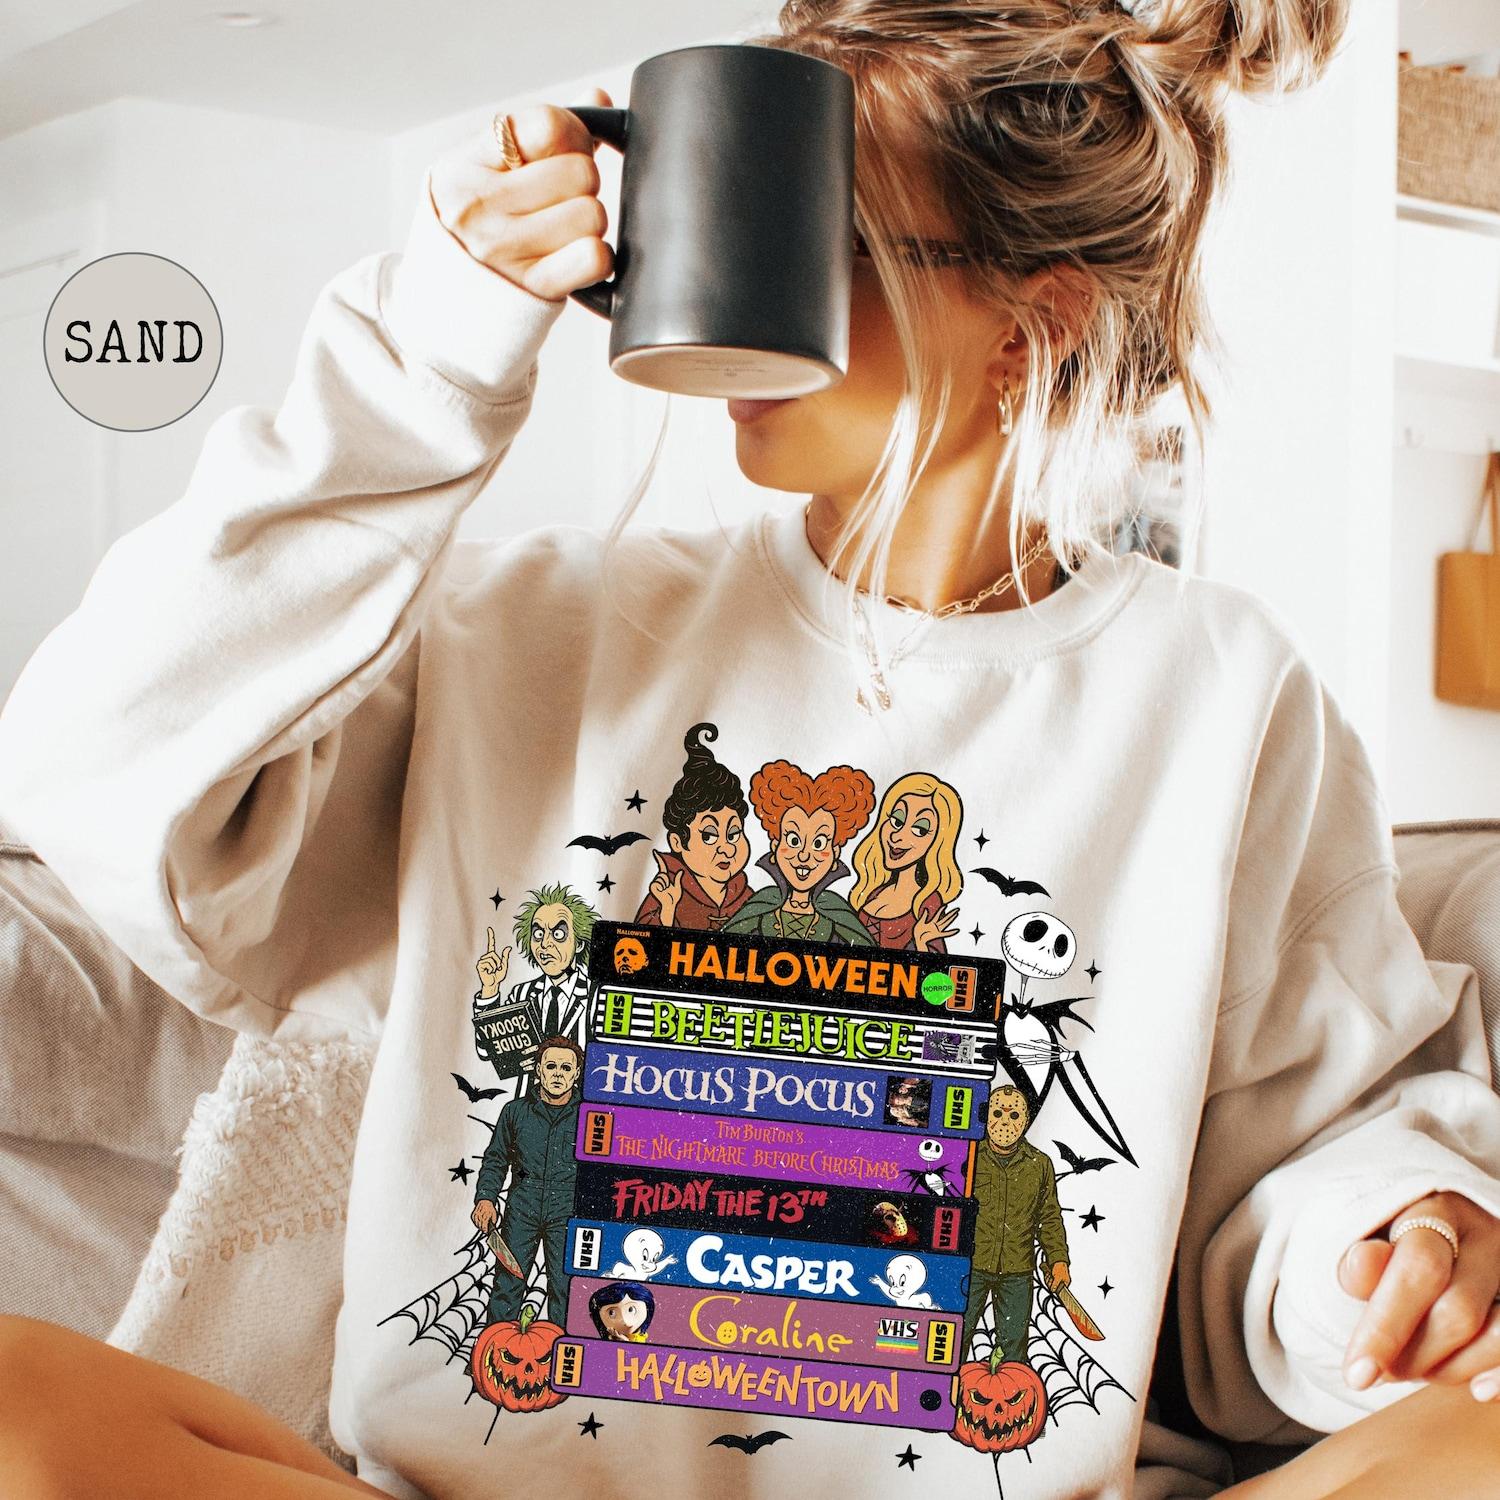 SAND
HALLOWEEN
HALLOWEEN
HORROR
VHS
VHS
BEETLEJUICE
SPOOKY
GUIDE
HOCUS POCUS
VHS
VHS
TIM BURTON'S
THE NIGHTMARE BEFORE CHRISTMAS
FRIDAY THE 13TH
VHS
VHS
CASPER
Coraline
VHS
VHS
VHS
HALLOWEENTOWN